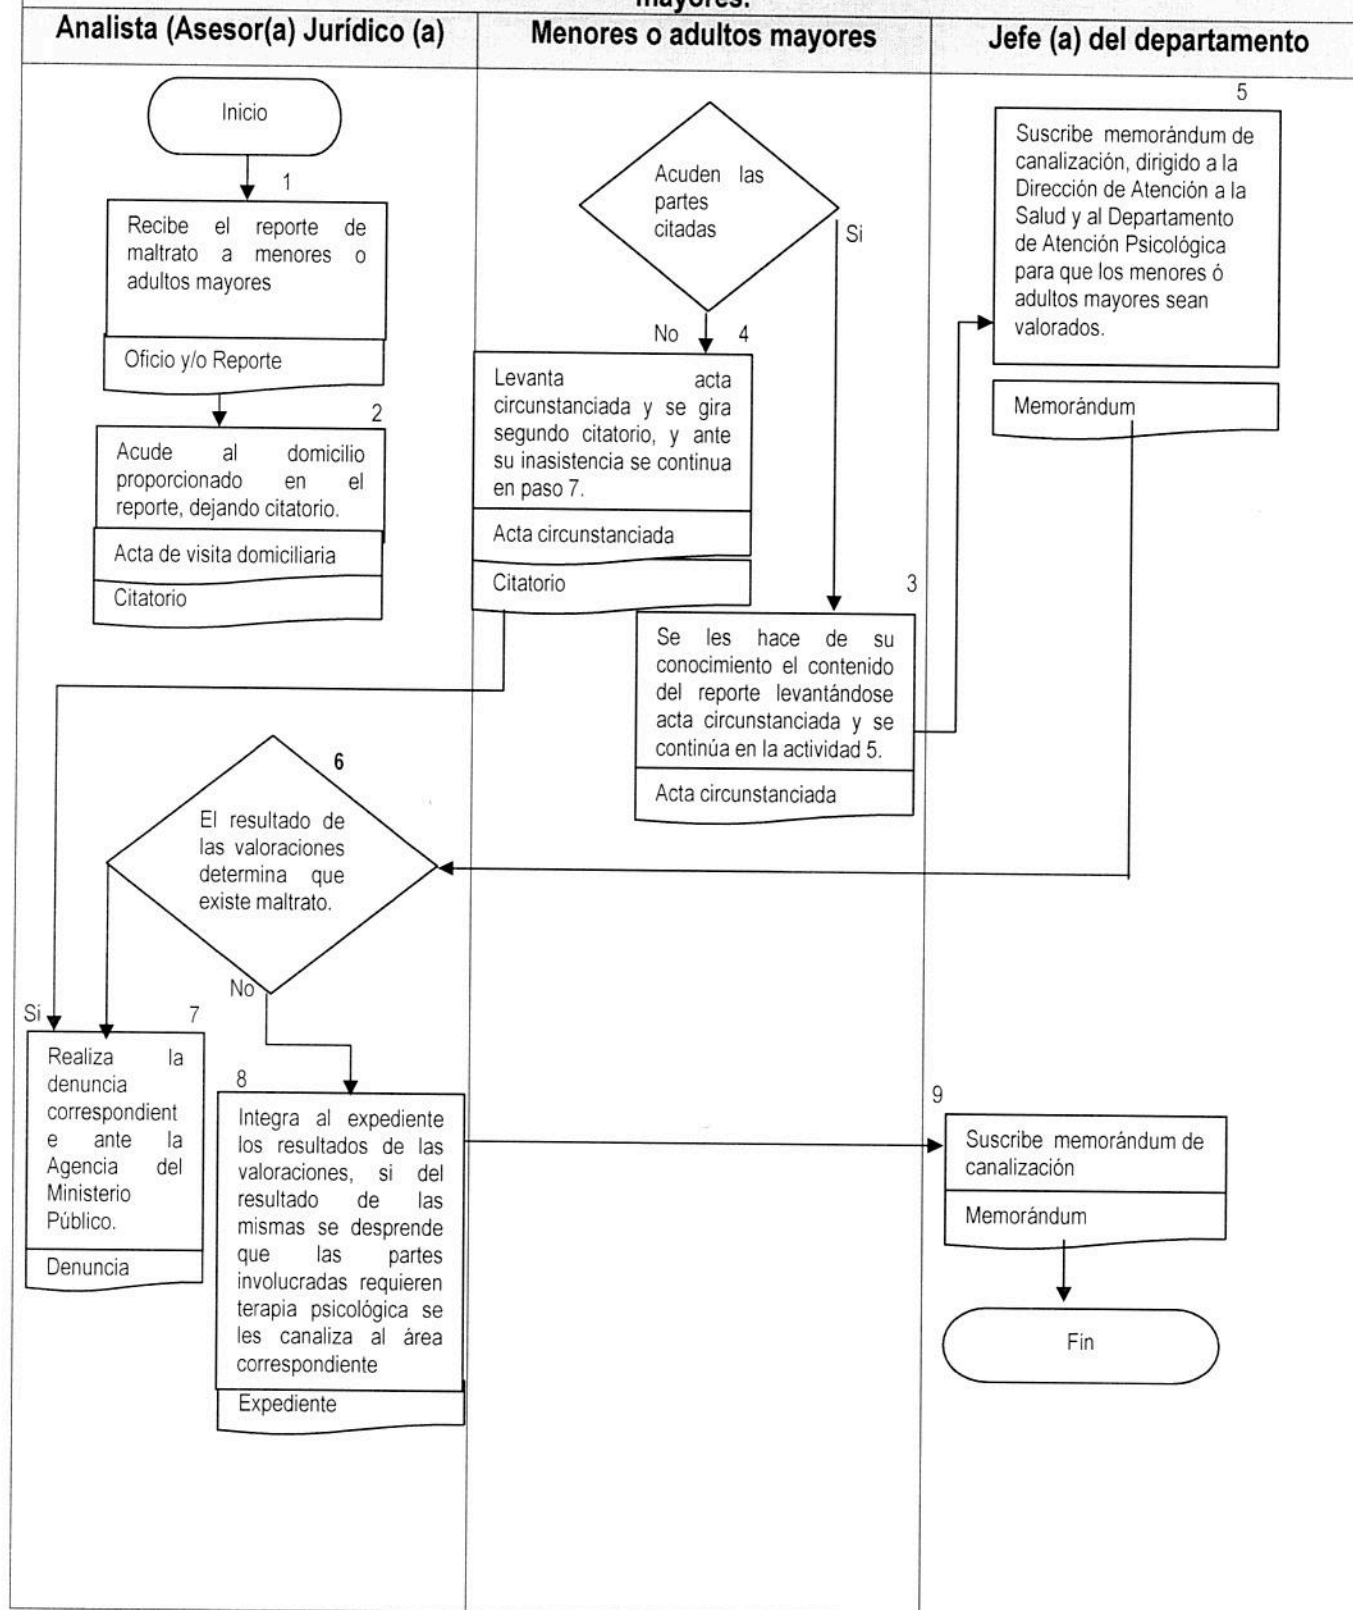 mayores.
Analista (Asesor(a) Jurídico (a)
Menores o adultos mayores
Jefe (a) del departamento
Inicio
1
Recibe el reporte de
maltrato a menores o
adultos mayores
Oficio y/o Reporte
2
Acude al domicilio
proporcionado en el
reporte, dejando citatorio.
Acta de visita domiciliaria
Citatorio
Acuden las
partes
citadas
Si
No
4
Levanta acta
circunstanciada y se gira
segundo citatorio, y ante
su inasistencia se continua
en paso 7.
Acta circunstanciada
Citatorio
3
Se les hace de su
conocimiento el contenido
del reporte levantándose
acta circunstanciada y se
continúa en la actividad 5.
Acta circunstanciada
5
Suscribe memorándum de
canalización, dirigido a la
Dirección de Atención a la
Salud y al Departamento
de Atención Psicológica
para que los menores ó
adultos mayores sean
valorados.
Memorándum
6
El resultado de
las valoraciones
determina que
existe maltrato.
No
Si
7
Realiza la
denuncia
correspondient
e ante la
Agencia del
Ministerio
Público.
Denuncia
8
Integra al expediente
los resultados de las
valoraciones, si del
resultado de las
mismas se desprende
que las partes
involucradas requieren
terapia psicológica se
les canaliza al área
correspondiente
Expediente
9
Suscribe memorándum de
canalización
Memorándum
Fin